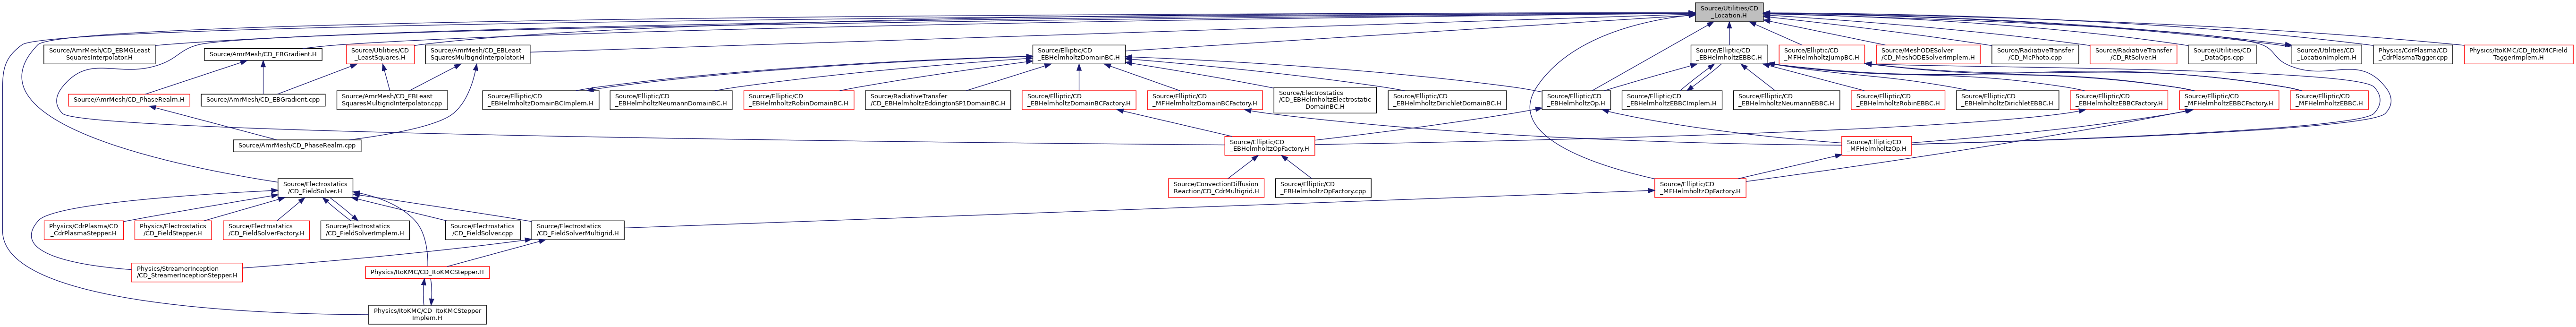 Source/Utilities/CD
_Location.H
Source/AmrMesh/CD_EBMGLeast
SquaresInterpolator.H
Source/AmrMesh/CD_EBGradient.H
Source/Utilities/CD
_LeastSquares.H
Source/AmrMesh/CD_EBLeast
SquaresMultigridInterpolator.H
Source/Elliptic/CD
_EBHelmholtzDomainBC.H
Source/Elliptic/CD
_EBHelmholtzEBBC.H
Source/Elliptic/CD
_MFHelmholtzJumpBC.H
Source/MeshODESolver
/CD_MeshODESolverImplem.H
Source/RadiativeTransfer
/CD_McPhoto.cpp
Source/RadiativeTransfer
/CD_RtSolver.H
Source/Utilities/CD
_DataOps.cpp
Source/Utilities/CD
_LocationImplem.H
Physics/CdrPlasma/CD
_CdrPlasmaTagger.cpp
Physics/ItoKMC/CD_ItoKMCField
TaggerImplem.H
Source/AmrMesh/CD_PhaseRealm.H
Source/AmrMesh/CD_EBGradient.cpp
Source/AmrMesh/CD_EBLeast
SquaresMultigridInterpolator.cpp
Source/Elliptic/CD
_EBHelmholtzDomainBCImplem.H
Source/Elliptic/CD
_EBHelmholtzNeumannDomainBC.H
Source/Elliptic/CD
_EBHelmholtzRobinDomainBC.H
Source/RadiativeTransfer
/CD_EBHelmholtzEddingtonSP1DomainBC.H
Source/Elliptic/CD
_EBHelmholtzDomainBCFactory.H
Source/Elliptic/CD
_MFHelmholtzDomainBCFactory.H
Source/Electrostatics
/CD_EBHelmholtzElectrostatic
DomainBC.H
Source/Elliptic/CD
_EBHelmholtzDirichletDomainBC.H
Source/Elliptic/CD
_EBHelmholtzOp.H
Source/Elliptic/CD
_EBHelmholtzEBBCImplem.H
Source/Elliptic/CD
_EBHelmholtzNeumannEBBC.H
Source/Elliptic/CD
_EBHelmholtzRobinEBBC.H
Source/Elliptic/CD
_EBHelmholtzDirichletEBBC.H
Source/Elliptic/CD
_EBHelmholtzEBBCFactory.H
Source/Elliptic/CD
_MFHelmholtzEBBCFactory.H
Source/Elliptic/CD
_MFHelmholtzEBBC.H
Source/AmrMesh/CD_PhaseRealm.cpp
Source/Elliptic/CD
_EBHelmholtzOpFactory.H
Source/Elliptic/CD
_MFHelmholtzOp.H
Source/Electrostatics
/CD_FieldSolver.H
Source/ConvectionDiffusion
Reaction/CD_CdrMultigrid.H
Source/Elliptic/CD
_EBHelmholtzOpFactory.cpp
Source/Elliptic/CD
_MFHelmholtzOpFactory.H
Physics/CdrPlasma/CD
_CdrPlasmaStepper.H
Physics/Electrostatics
/CD_FieldStepper.H
Source/Electrostatics
/CD_FieldSolverFactory.H
Source/Electrostatics
/CD_FieldSolverImplem.H
Source/Electrostatics
/CD_FieldSolver.cpp
Source/Electrostatics
/CD_FieldSolverMultigrid.H
Physics/StreamerInception
/CD_StreamerInceptionStepper.H
Physics/ItoKMC/CD_ItoKMCStepper.H
Physics/ItoKMC/CD_ItoKMCStepper
Implem.H